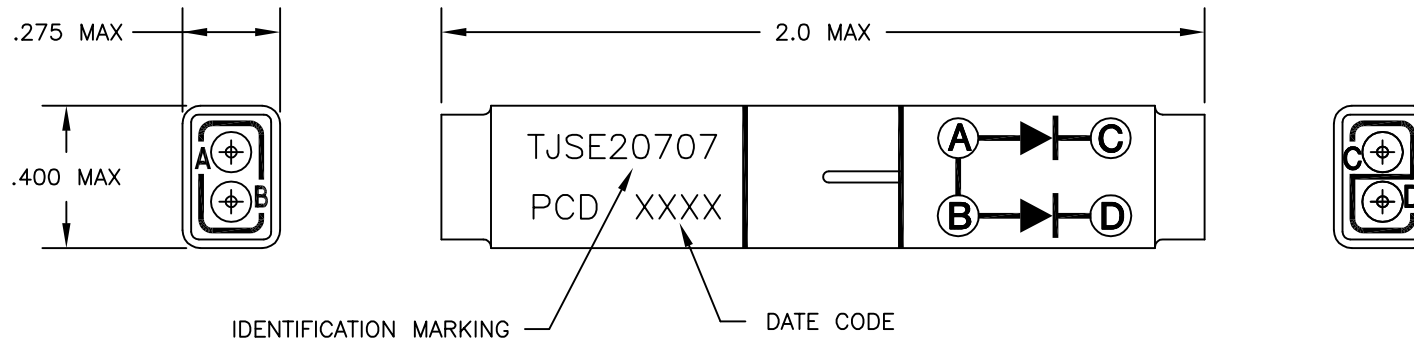 .275 MAX
2.0 MAX
.400 MAX
A
B
TJSE20707
PCD XXXX
A C
B D
C
D
IDENTIFICATION MARKING
DATE CODE